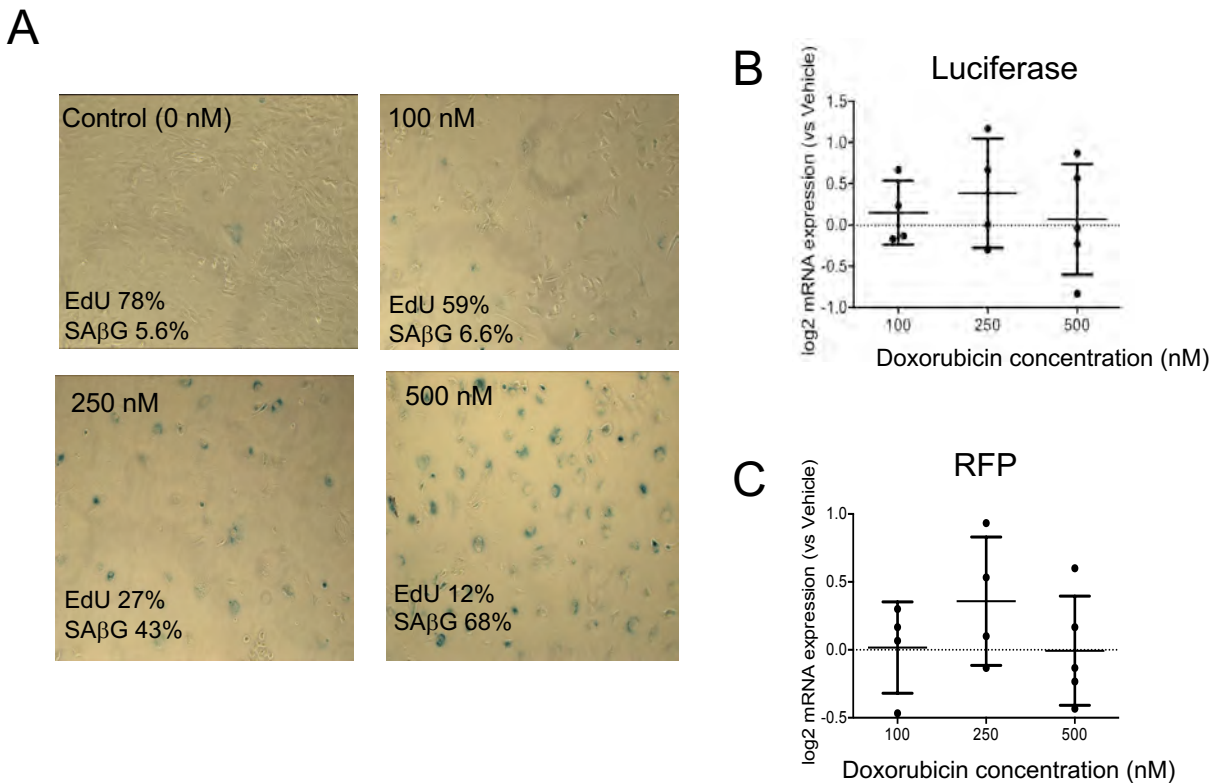 A
Control (0 nM)
EdU 78%
SAβG 5.6%
100 nM
EdU 59%
SAβG 6.6%
250 nM
EdU 27%
SAβG 43%
500 nM
EdU 12%
SAβG 68%
B
Luciferase
log2 mRNA expression (vs Vehicle)
1.5
1.0
0.5
0.0
-0.5
-1.0
100 250 500
Doxorubicin concentration (nM)
C
RFP
log2 mRNA expression (vs Vehicle)
1.0
0.5
0.0
-0.5
100 250 500
Doxorubicin concentration (nM)